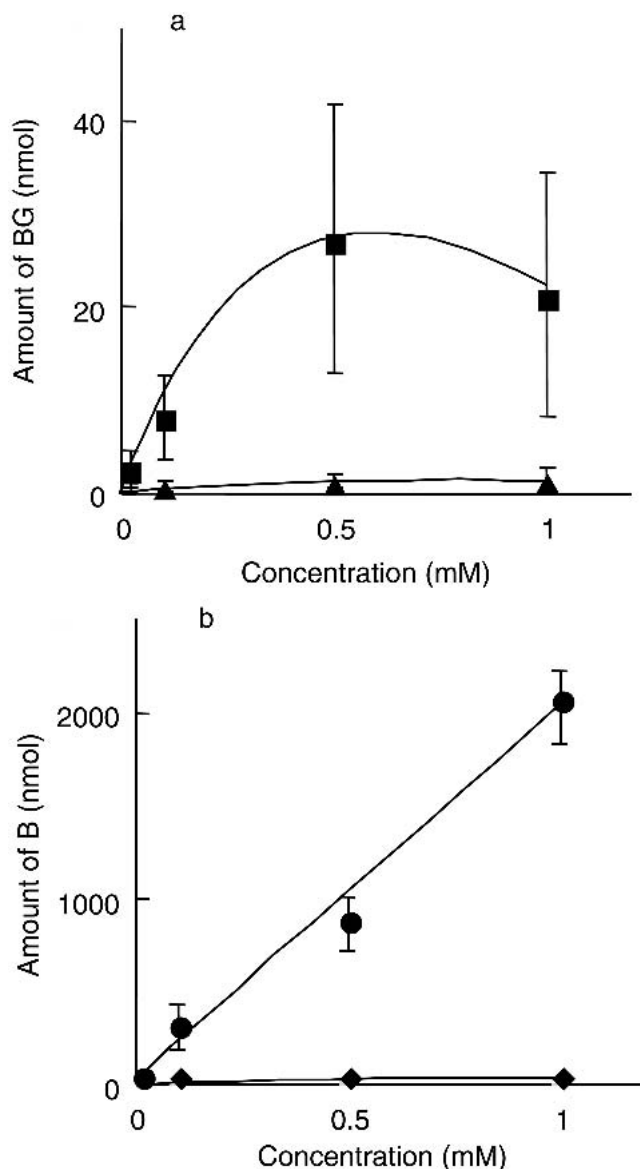 a
Amount of BG (nmol)
40
20
0
0 0.5 1
Concentration (mM)
b
Amount of B (nmol)
2000
1000
0
0 0.5 1
Concentration (mM)